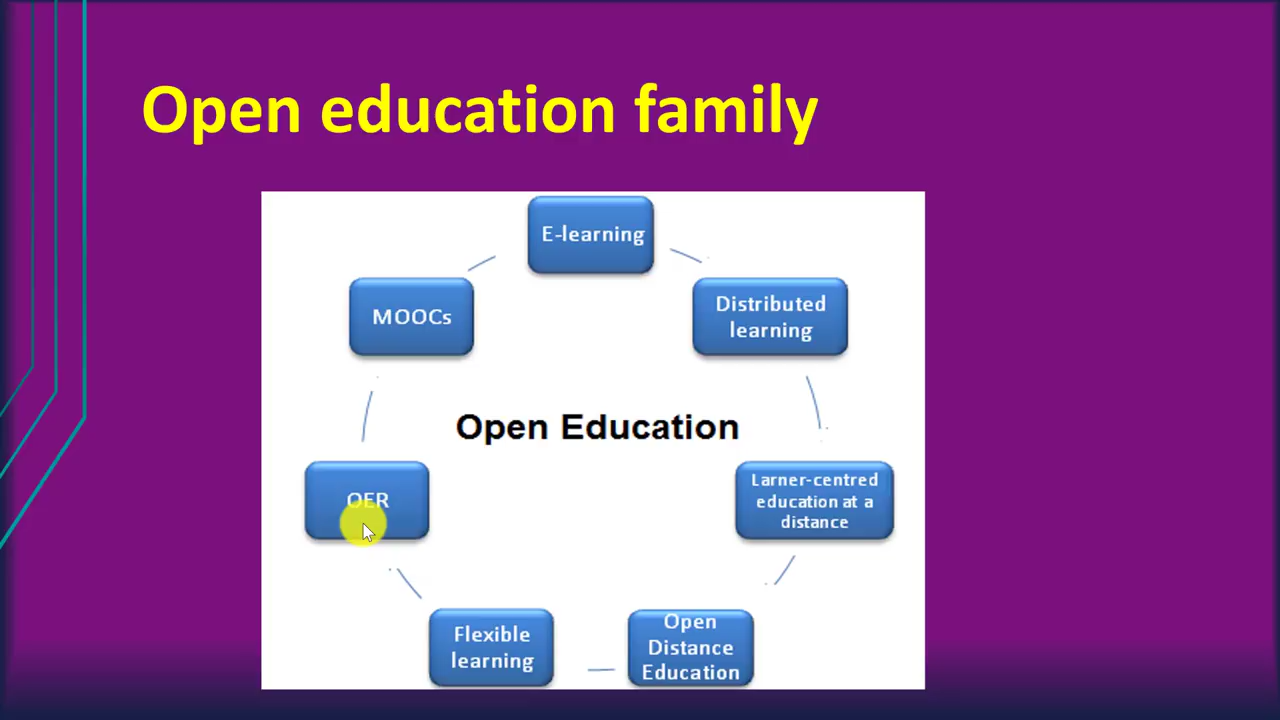 Open education family
E-learning
MOOCs
Distributed
learning
Open Education
OER
Larner-centred
education at a
distance
Flexible
learning
Open
Distance
Education